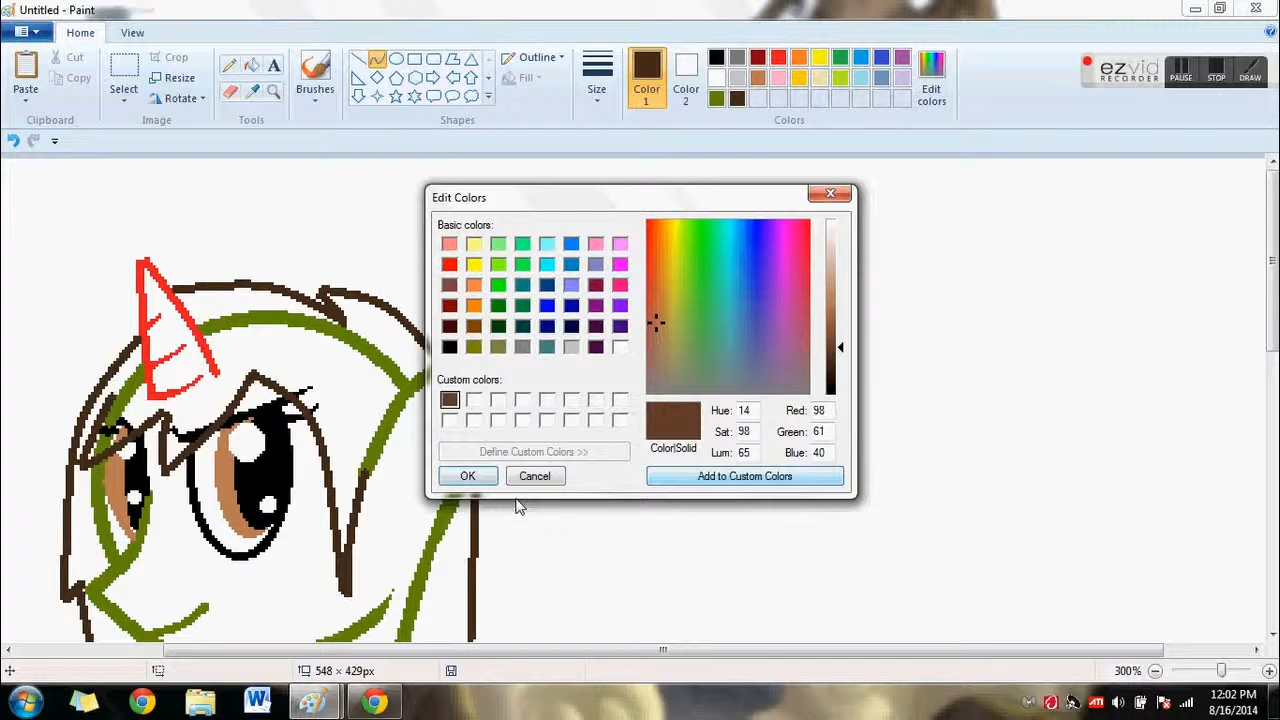 Untitled - Paint
Home View
Paste
Cut
Copy
Clipboard
Select
Crop
Resize
Rotate
Image
Tools
Brushes
Outline
Fill
Shapes
Size
Color 1
Color 2
Edit colors
Colors
ezvid
RECORDER
PAUSE STOP DRAW
Edit Colors
Basic colors:
Custom colors:
Define Custom Colors >>
OK Cancel
Color|Solid
Hue: 14 Red: 98
Sat: 98 Green: 61
Lum: 65 Blue: 40
Add to Custom Colors
548 × 429px
300%
12:02 PM
8/16/2014